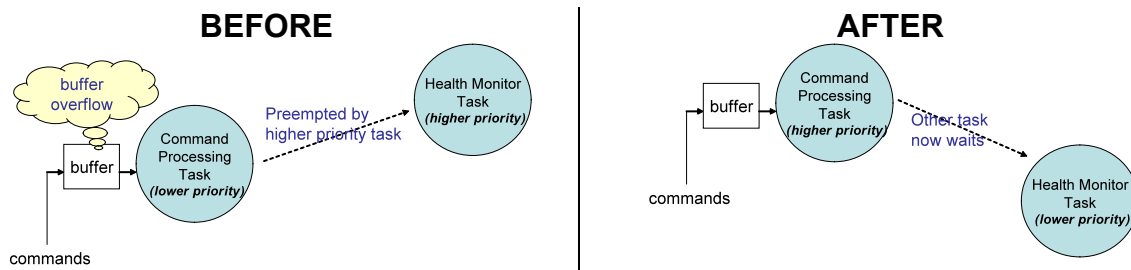 BEFORE
buffer
overflow
buffer
commands
Command
Processing
Task
(lower priority)
Preempted by
higher priority task
Health Monitor
Task
(higher priority)
AFTER
buffer
commands
Command
Processing
Task
(higher priority)
Other task
now waits
Health Monitor
Task
(lower priority)